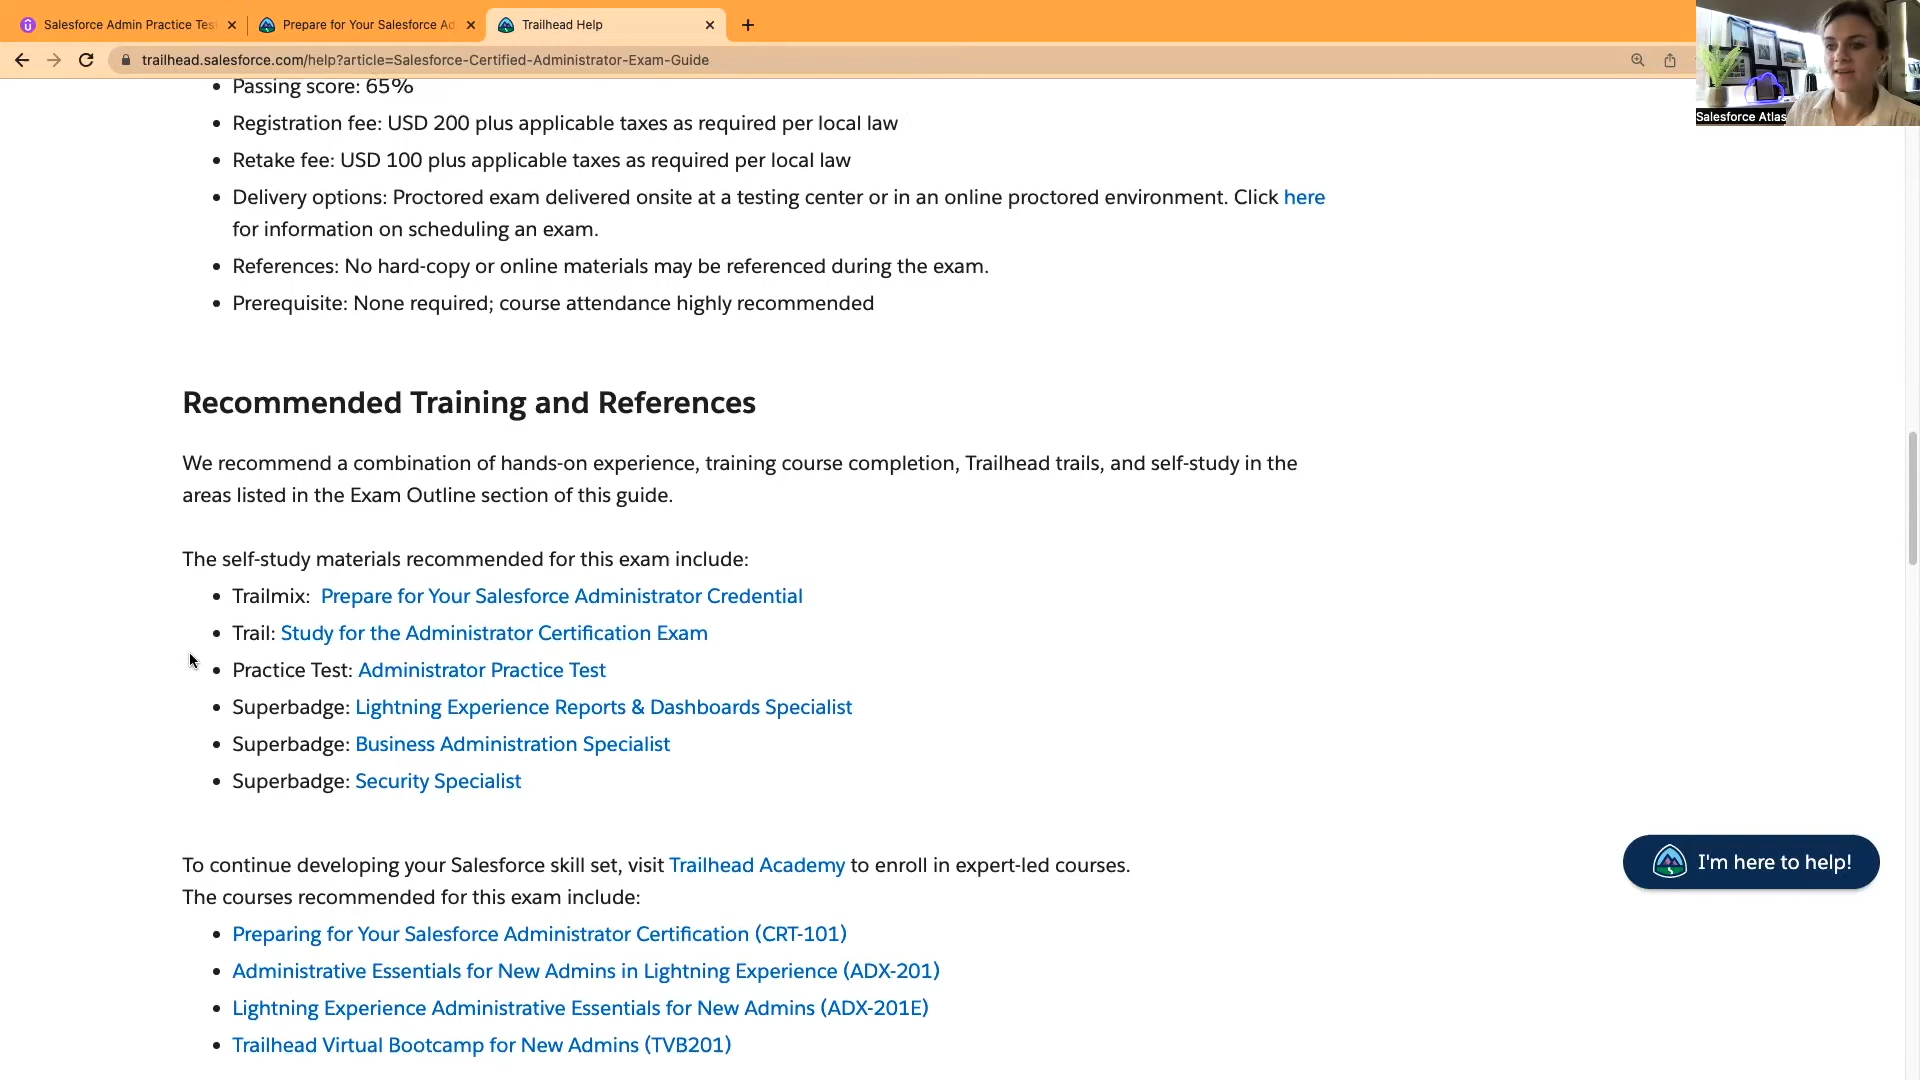 Salesforce Admin Practice Tes
Prepare for Your Salesforce Ad
Trailhead Help
trailhead.salesforce.com/help?article=Salesforce-Certified-Administrator-Exam-Guide
Salesforce Atlas
• Passing score: 65%
• Registration fee: USD 200 plus applicable taxes as required per local law
• Retake fee: USD 100 plus applicable taxes as required per local law
• Delivery options: Proctored exam delivered onsite at a testing center or in an online proctored environment. Click here
for information on scheduling an exam.
• References: No hard-copy or online materials may be referenced during the exam.
• Prerequisite: None required; course attendance highly recommended
Recommended Training and References
We recommend a combination of hands-on experience, training course completion, Trailhead trails, and self-study in the
areas listed in the Exam Outline section of this guide.
The self-study materials recommended for this exam include:
• Trailmix: Prepare for Your Salesforce Administrator Credential
• Trail: Study for the Administrator Certification Exam
• Practice Test: Administrator Practice Test
• Superbadge: Lightning Experience Reports & Dashboards Specialist
• Superbadge: Business Administration Specialist
• Superbadge: Security Specialist
I'm here to help!
To continue developing your Salesforce skill set, visit Trailhead Academy to enroll in expert-led courses.
The courses recommended for this exam include:
• Preparing for Your Salesforce Administrator Certification (CRT-101)
• Administrative Essentials for New Admins in Lightning Experience (ADX-201)
• Lightning Experience Administrative Essentials for New Admins (ADX-201E)
• Trailhead Virtual Bootcamp for New Admins (TVB201)